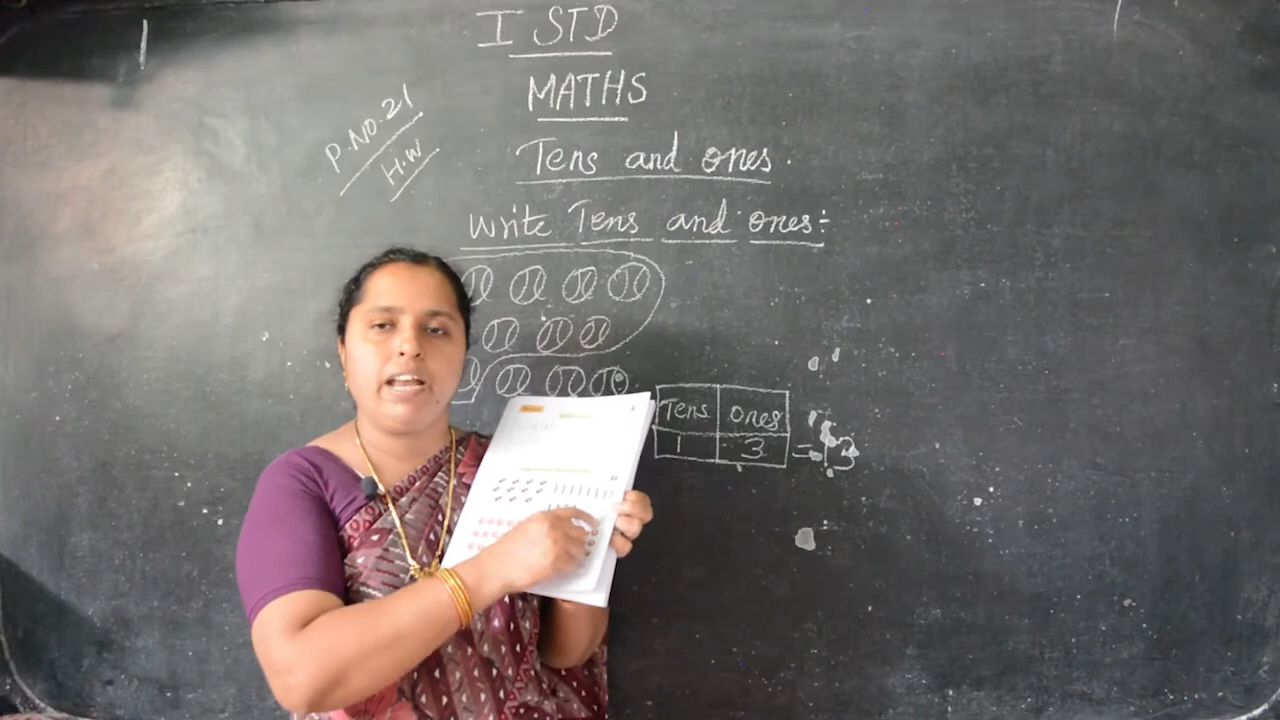 I STD
MATHS
P.NO.21
H.W
Tens and ones.
Write Tens and ones:
Tens ones
1 3 = 13